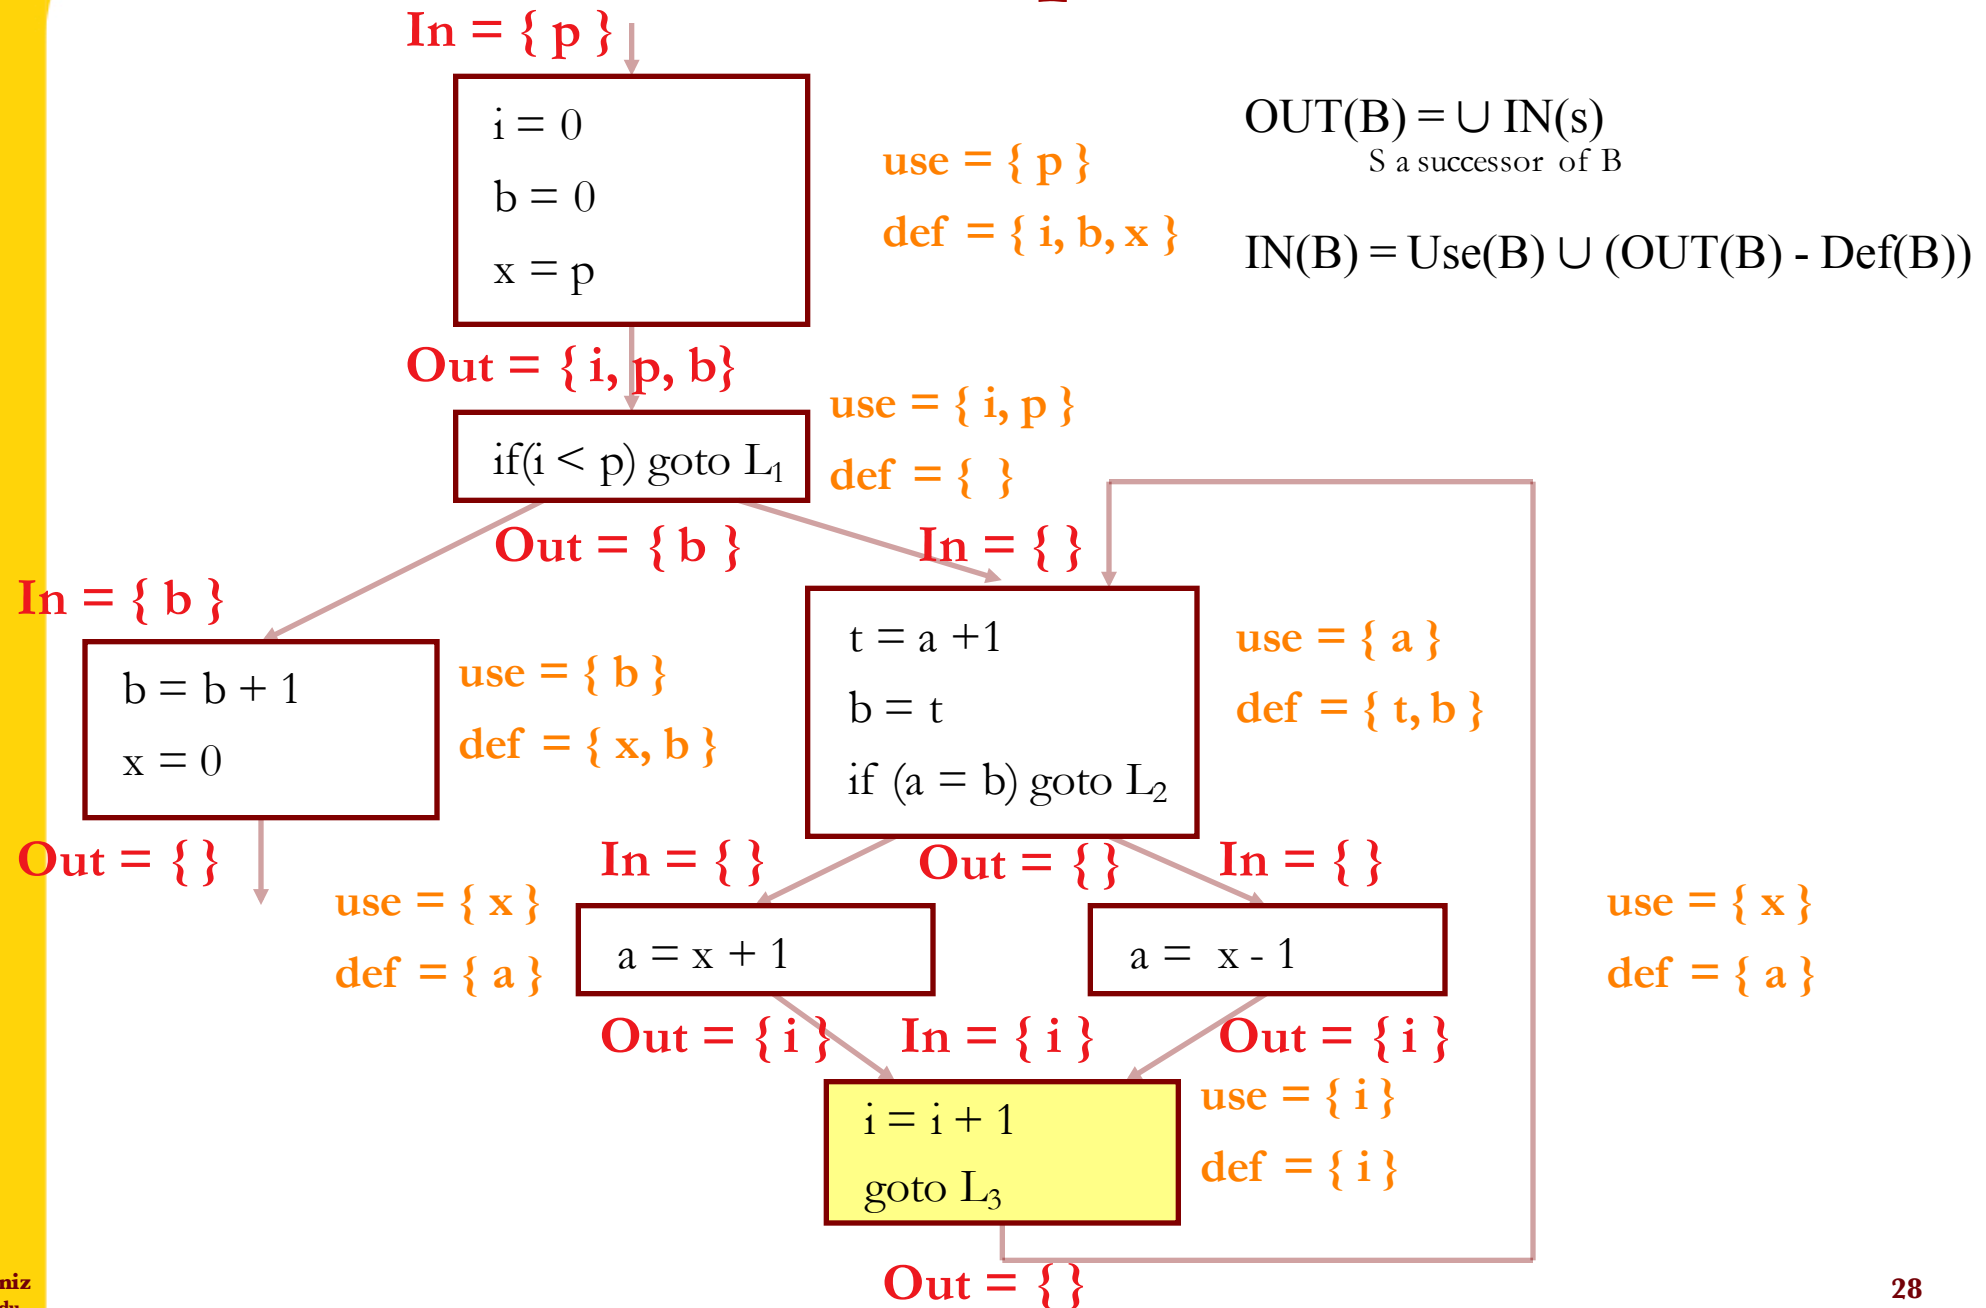 In = { p }
i = 0
b = 0
x = p
use = { p }
def = { i, b, x }
OUT(B) = ∪ IN(s)
S a successor of B
IN(B) = Use(B) ∪ (OUT(B) - Def(B))
Out = { i, p, b}
if(i < p) goto L₁
use = { i, p }
def = { }
Out = { b }
In = { }
In = { b }
b = b + 1
x = 0
use = { b }
def = { x, b }
t = a +1
b = t
if (a = b) goto L₂
use = { a }
def = { t, b }
Out = { }
In = { }
Out = { }
In = { }
use = { x }
def = { a }
a = x + 1
a = x - 1
use = { x }
def = { a }
Out = { i }
In = { i }
Out = { i }
i = i + 1
goto L₃
use = { i }
def = { i }
Out = { }
niz
28